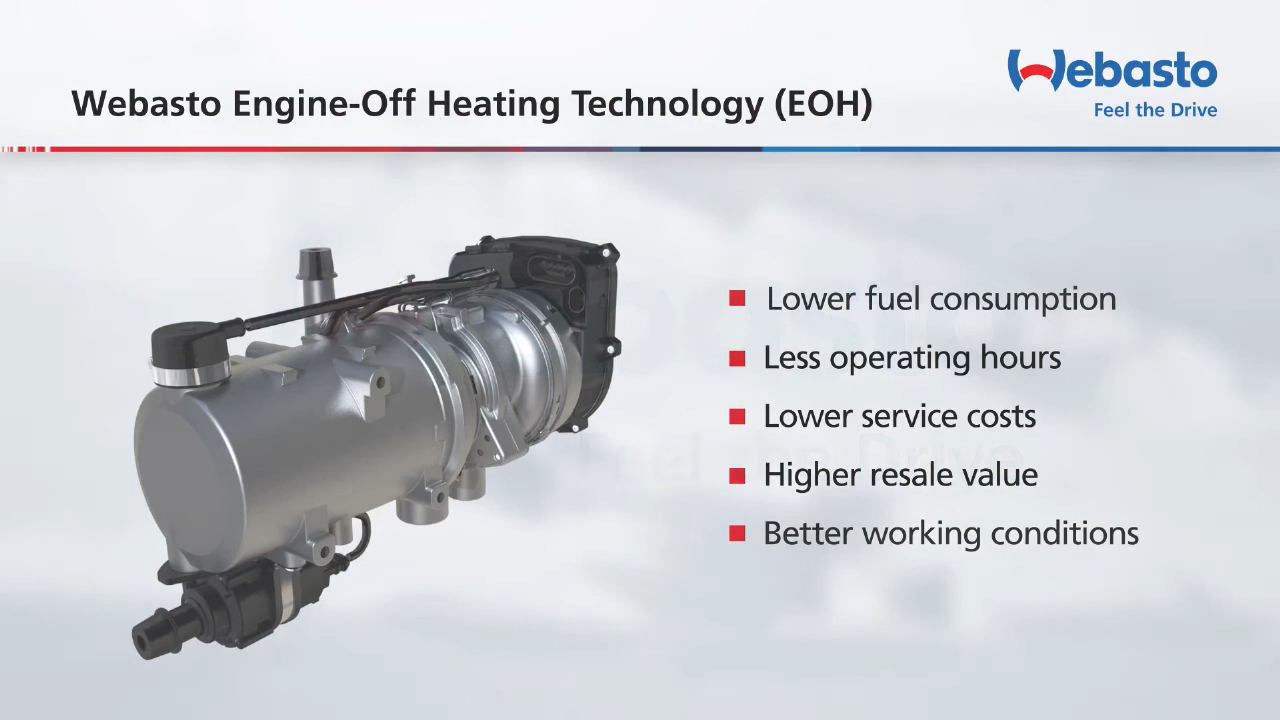 Webasto
Feel the Drive
Webasto Engine-Off Heating Technology (EOH)
Lower fuel consumption
Less operating hours
Lower service costs
Higher resale value
Better working conditions